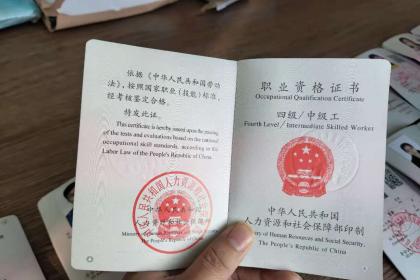 依据《中华人民共和国劳动
法》，按照国家职业（技能）标准，
经考核鉴定合格。
特发此证。
This certificate is hereby issued upon the passing
of the tests and evaluations based on the national
occupational skill standards, according to the
Labor Law of the People's Republic of China.
职业资格证书
Occupational Qualification Certificate
四级/中级工
Fourth Level/Intermediate Skilled Worker
中华人民共和国
人力资源和社会保障部印制
Ministry of Human Resources and Social Security,
The People's Republic of China